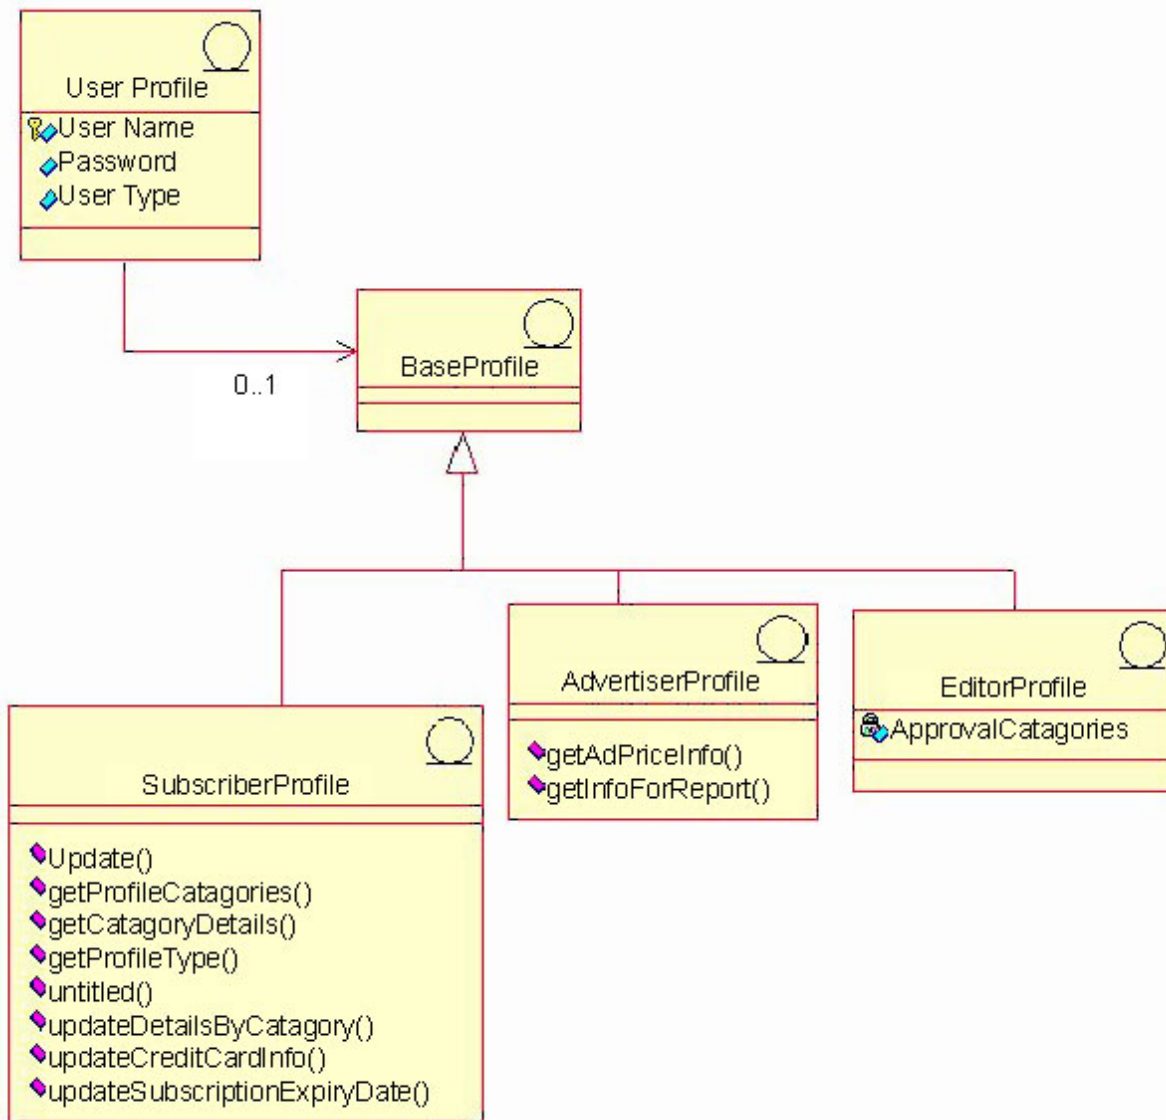 User Profile
User Name
Password
User Type
BaseProfile
0..1
AdvertiserProfile
getAdPriceInfo()
getInfoForReport()
EditorProfile
ApprovalCatagories
SubscriberProfile
Update()
getProfileCatagories()
getCatagoryDetails()
getProfileType()
untitled()
updateDetailsByCatagory()
updateCreditCardInfo()
updateSubscriptionExpiryDate()